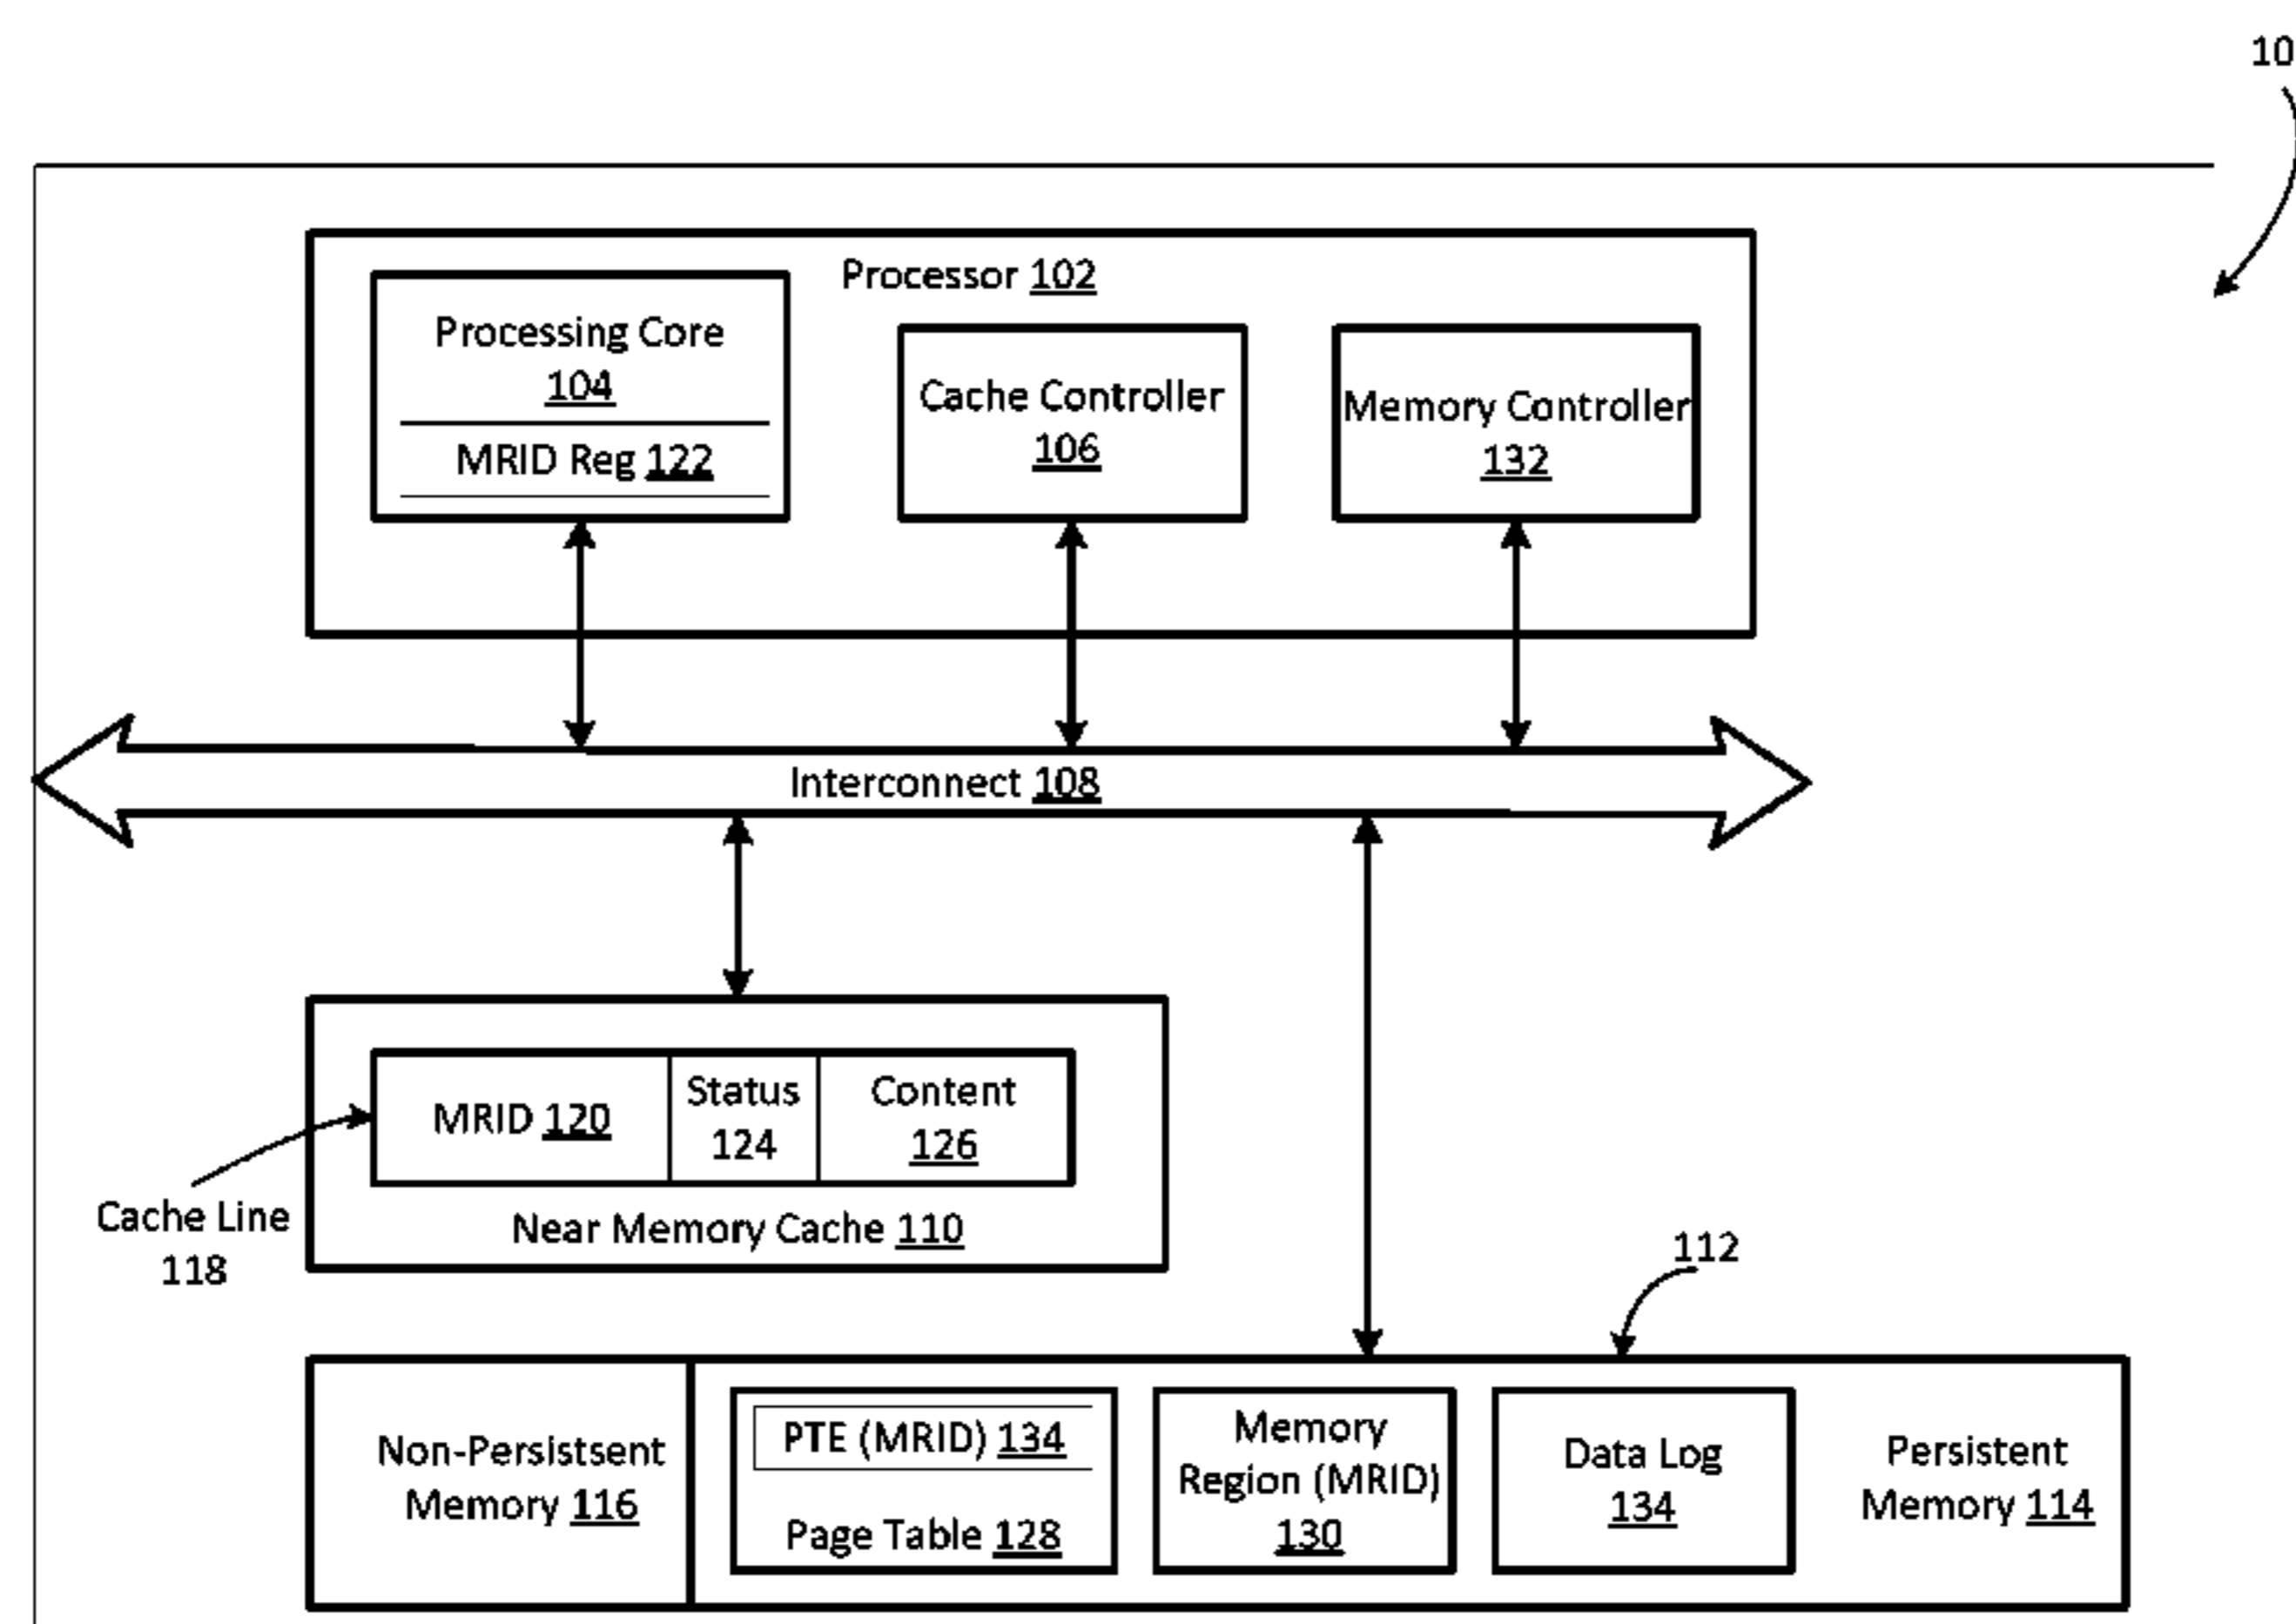 10
Processor 102
Processing Core
104
MRID Reg 122
Cache Controller
106
Memory Controller
132
Interconnect 108
MRID 120
Status
124
Content
126
Near Memory Cache 110
Cache Line
118
112
Non-Persistsent
Memory 116
PTE (MRID) 134
Page Table 128
Memory
Region (MRID)
130
Data Log
134
Persistent
Memory 114